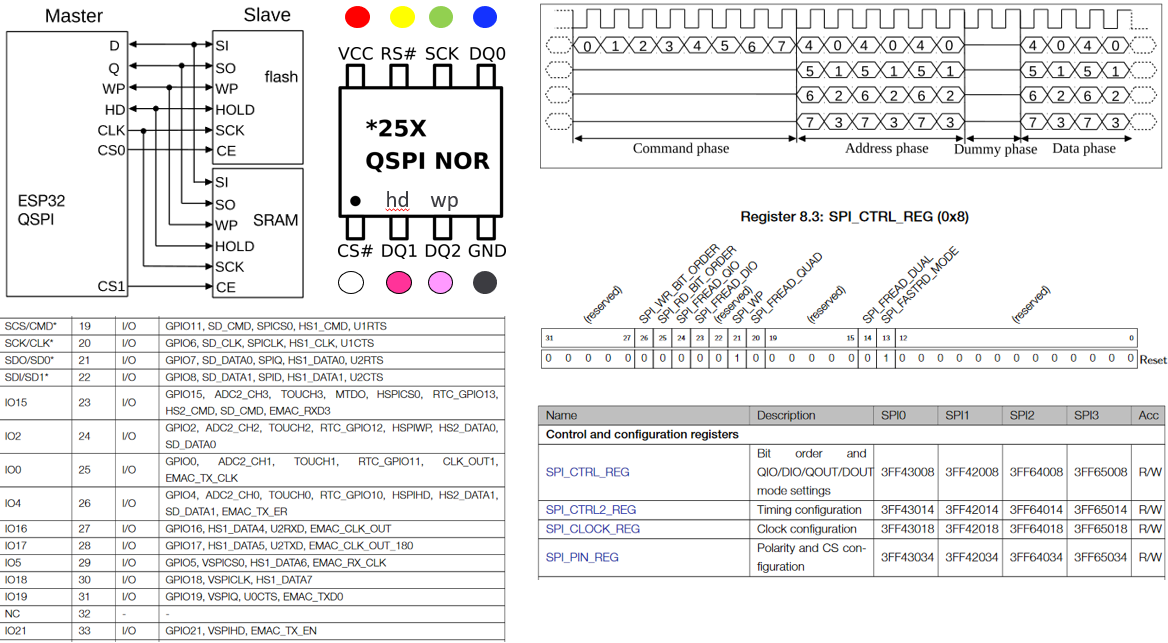 Master
Slave
D
Q
WP
HD
CLK
CS0
ESP32
QSPI
CS1
SI
SO
flash
WP
HOLD
SCK
CE
SI
SO
SRAM
WP
HOLD
SCK
CE
VCC RS# SCK DQ0
*25X
QSPI NOR
hd wp
CS# DQ1 DQ2 GND
0 1 2 3 4 5 6 7 4 0 4 0 4 0 4 0 4 0
5 1 5 1 5 1 5 1 5 1
6 2 6 2 6 2 6 2 6 2
7 3 7 3 7 3 7 3 7 3
Command phase Address phase Dummy phase Data phase
Register 8.3: SPI_CTRL_REG (0x8)
(reserved)
SPI_WR_BIT_ORDER
SPI_RD_BIT_ORDER
SPI_FREAD_QIO
SPI_FREAD_DIO
(reserved)
SPI_WP
SPI_FREAD_QUAD
(reserved)
SPI_FREAD_DUAL
SPI_FASTRD_MODE
(reserved)
31 27 26 25 24 23 22 21 20 19 15 14 13 12 0
0 0 0 0 0 0 0 0 0 0 1 0 0 0 0 0 0 0 1 0 0 0 0 0 0 0 0 0 0 0 0 0 Reset
SCS/CMD* 19 I/O GPIO11, SD_CMD, SPICS0, HS1_CMD, U1RTS
SCK/CLK* 20 I/O GPIO6, SD_CLK, SPICLK, HS1_CLK, U1CTS
SDO/SD0* 21 I/O GPIO7, SD_DATA0, SPIQ, HS1_DATA0, U2RTS
SDI/SD1* 22 I/O GPIO8, SD_DATA1, SPID, HS1_DATA1, U2CTS
IO15 23 I/O GPIO15, ADC2_CH3, TOUCH3, MTDO, HSPICS0, RTC_GPIO13,
HS2_CMD, SD_CMD, EMAC_RXD3
IO2 24 I/O GPIO2, ADC2_CH2, TOUCH2, RTC_GPIO12, HSPIWP, HS2_DATA0,
SD_DATA0
IO0 25 I/O GPIO0, ADC2_CH1, TOUCH1, RTC_GPIO11, CLK_OUT1,
EMAC_TX_CLK
IO4 26 I/O GPIO4, ADC2_CH0, TOUCH0, RTC_GPIO10, HSPIHD, HS2_DATA1,
SD_DATA1, EMAC_TX_ER
IO16 27 I/O GPIO16, HS1_DATA4, U2RXD, EMAC_CLK_OUT
IO17 28 I/O GPIO17, HS1_DATA5, U2TXD, EMAC_CLK_OUT_180
IO5 29 I/O GPIO5, VSPICS0, HS1_DATA6, EMAC_RX_CLK
IO18 30 I/O GPIO18, VSPICLK, HS1_DATA7
IO19 31 I/O GPIO19, VSPIQ, U0CTS, EMAC_TXD0
NC 32 - -
IO21 33 I/O GPIO21, VSPIHD, EMAC_TX_EN
Name Description SPI0 SPI1 SPI2 SPI3 Acc
Control and configuration registers
SPI_CTRL_REG Bit order and
QIO/DIO/QOUT/DOUT 3FF43008 3FF42008 3FF64008 3FF65008 R/W
mode settings
SPI_CTRL2_REG Timing configuration 3FF43014 3FF42014 3FF64014 3FF65014 R/W
SPI_CLOCK_REG Clock configuration 3FF43018 3FF42018 3FF64018 3FF65018 R/W
SPI_PIN_REG Polarity and CS con-
figuration 3FF43034 3FF42034 3FF64034 3FF65034 R/W